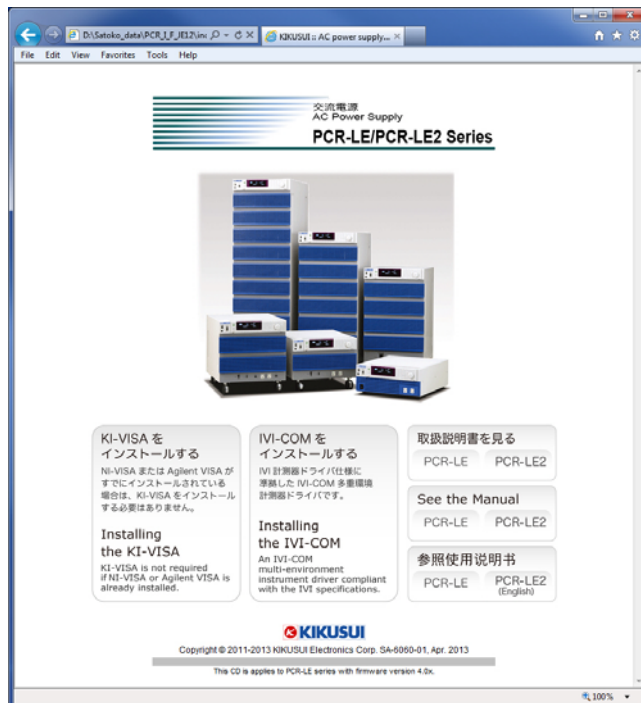 D:\Satoko_data\PCR_I_F_JE12\in
KIKUSUI :: AC power supply,...
File Edit View Favorites Tools Help
交流電源
AC Power Supply
PCR-LE/PCR-LE2 Series
KI-VISA を
インストールする
NI-VISA または Agilent VISA が
すでにインストールされている
場合は、KI-VISA をインストール
する必要はありません。
Installing
the KI-VISA
KI-VISA is not required
if NI-VISA or Agilent VISA is
already installed.
IVI-COM を
インストールする
IVI 計測器ドライバ仕様に
準拠した IVI-COM 多重環境
計測器ドライバです。
Installing
the IVI-COM
An IVI-COM
multi-environment
instrument driver compliant
with the IVI specifications.
取扱説明書を見る
PCR-LE PCR-LE2
See the Manual
PCR-LE PCR-LE2
参照使用说明书
PCR-LE PCR-LE2
(English)
KIKUSUI
Copyright © 2011-2013 KIKUSUI Electronics Corp. SA-6060-01, Apr. 2013
This CD is applies to PCR-LE series with firmware version 4.0x.
100%